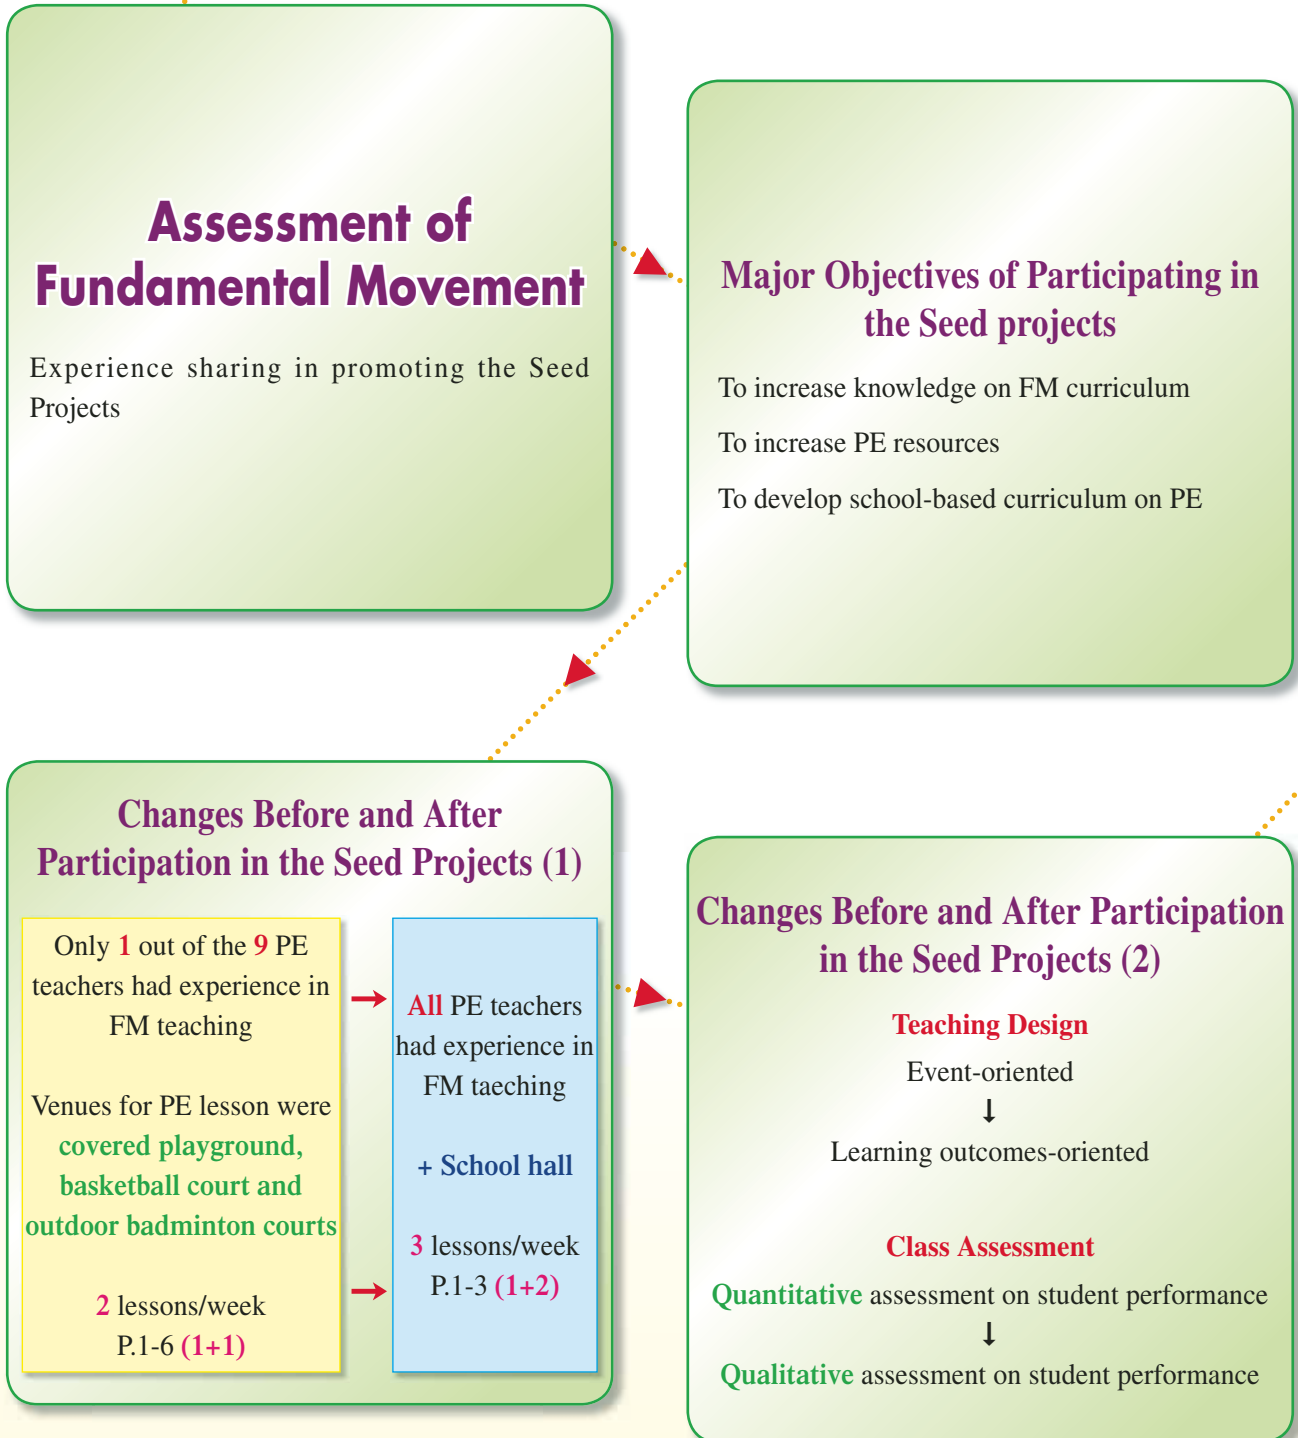 Assessment of
Fundamental Movement
Experience sharing in promoting the Seed
Projects
Major Objectives of Participating in
the Seed projects
To increase knowledge on FM curriculum
To increase PE resources
To develop school-based curriculum on PE
Changes Before and After
Participation in the Seed Projects (1)
Only 1 out of the 9 PE
teachers had experience in
FM teaching
Venues for PE lesson were
covered playground,
basketball court and
outdoor badminton courts
2 lessons/week
P.1-6 (1+1)
All PE teachers
had experience in
FM taeching
+ School hall
3 lessons/week
P.1-3 (1+2)
Changes Before and After Participation
in the Seed Projects (2)
Teaching Design
Event-oriented
↓
Learning outcomes-oriented
Class Assessment
Quantitative assessment on student performance
↓
Qualitative assessment on student performance